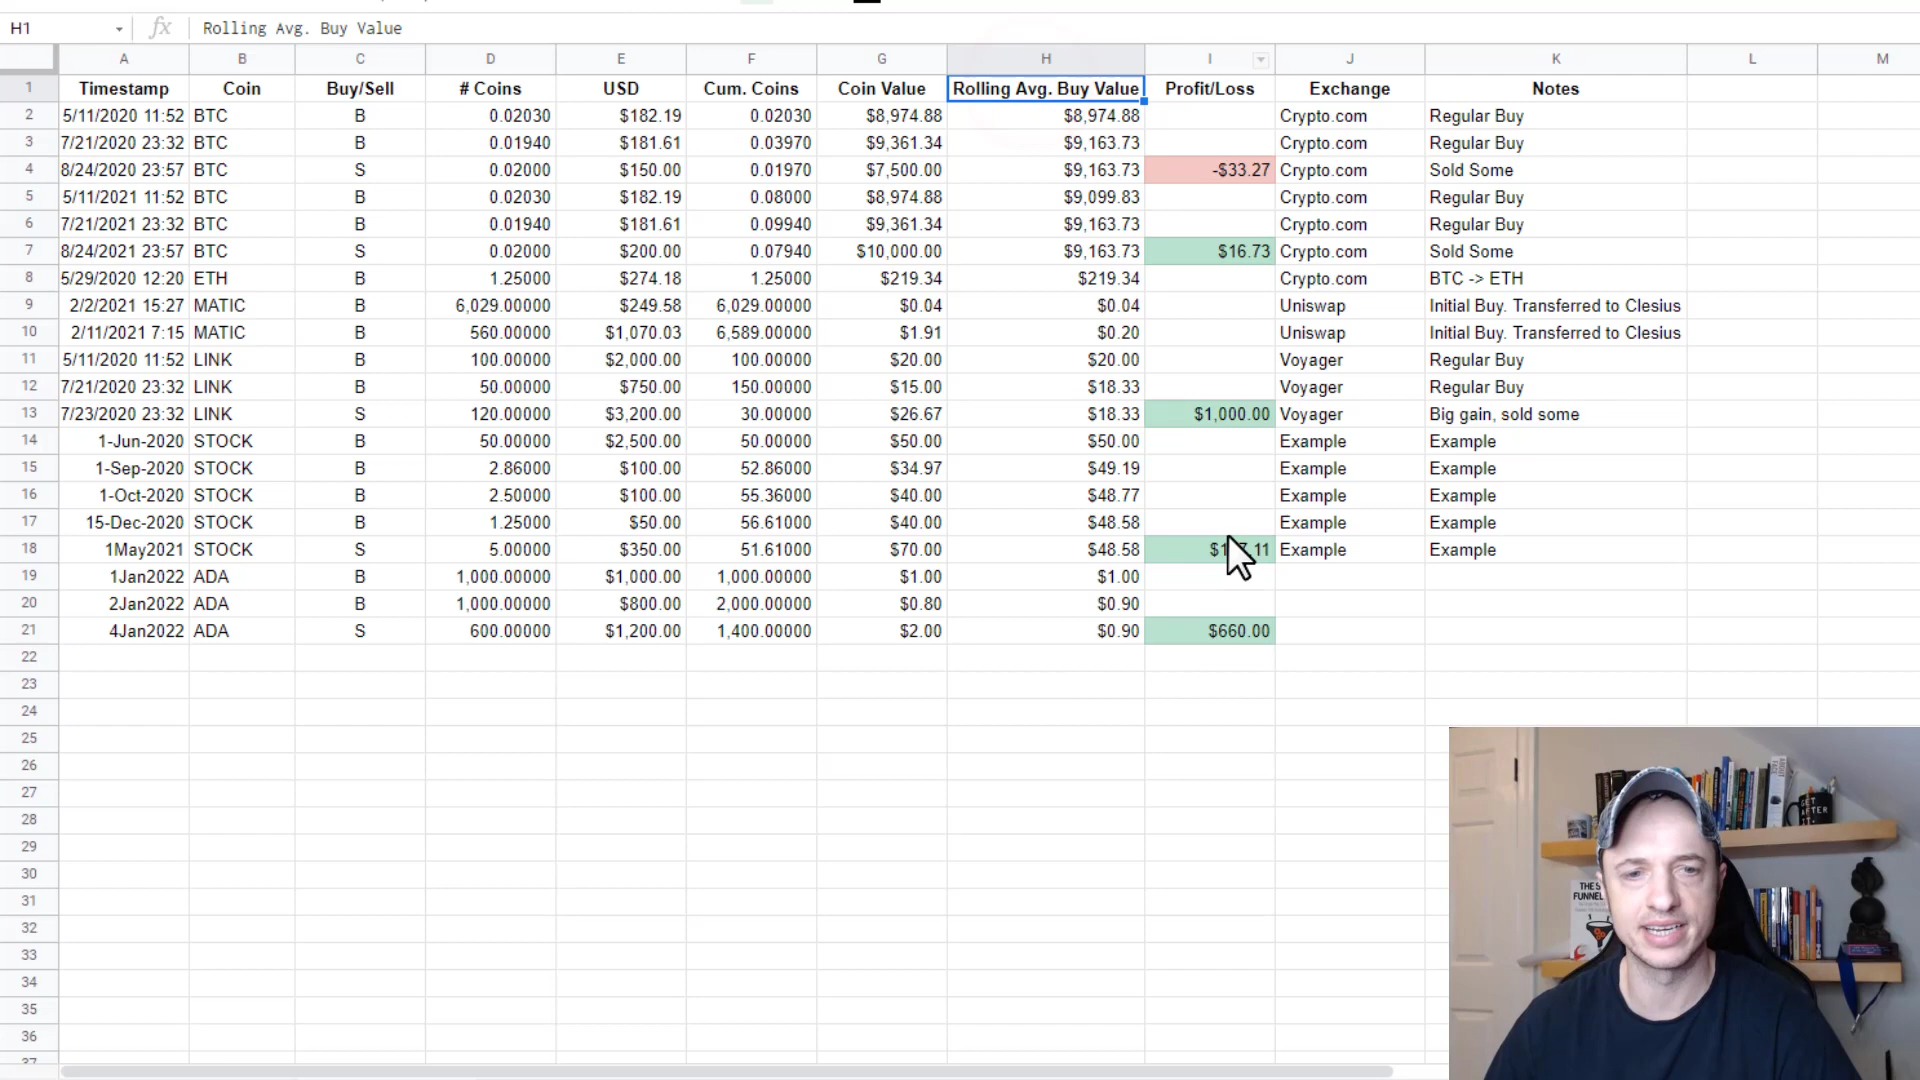 H1 fx Rolling Avg. Buy Value
A B C D E F G H I J K L M
1 Timestamp Coin Buy/Sell # Coins USD Cum. Coins Coin Value Rolling Avg. Buy Value Profit/Loss Exchange Notes
2 5/11/2020 11:52 BTC B 0.02030 $182.19 0.02030 $8,974.88 $8,974.88 Crypto.com Regular Buy
3 7/21/2020 23:32 BTC B 0.01940 $181.61 0.03970 $9,361.34 $9,163.73 Crypto.com Regular Buy
4 8/24/2020 23:57 BTC S 0.02000 $150.00 0.01970 $7,500.00 $9,163.73 -$33.27 Crypto.com Sold Some
5 5/11/2021 11:52 BTC B 0.02030 $182.19 0.08000 $8,974.88 $9,099.83 Crypto.com Regular Buy
6 7/21/2021 23:32 BTC B 0.01940 $181.61 0.09940 $9,361.34 $9,163.73 Crypto.com Regular Buy
7 8/24/2021 23:57 BTC S 0.02000 $200.00 0.07940 $10,000.00 $9,163.73 $16.73 Crypto.com Sold Some
8 5/29/2020 12:20 ETH B 1.25000 $274.18 1.25000 $219.34 $219.34 Crypto.com BTC -> ETH
9 2/2/2021 15:27 MATIC B 6,029.00000 $249.58 6,029.00000 $0.04 $0.04 Uniswap Initial Buy. Transferred to Clesius
10 2/11/2021 7:15 MATIC B 560.00000 $1,070.03 6,589.00000 $1.91 $0.20 Uniswap Initial Buy. Transferred to Clesius
11 5/11/2020 11:52 LINK B 100.00000 $2,000.00 100.00000 $20.00 $20.00 Voyager Regular Buy
12 7/21/2020 23:32 LINK B 50.00000 $750.00 150.00000 $15.00 $18.33 Voyager Regular Buy
13 7/23/2020 23:32 LINK S 120.00000 $3,200.00 30.00000 $26.67 $18.33 $1,000.00 Voyager Big gain, sold some
14 1-Jun-2020 STOCK B 50.00000 $2,500.00 50.00000 $50.00 $50.00 Example Example
15 1-Sep-2020 STOCK B 2.86000 $100.00 52.86000 $34.97 $49.19 Example Example
16 1-Oct-2020 STOCK B 2.50000 $100.00 55.36000 $40.00 $48.77 Example Example
17 15-Dec-2020 STOCK B 1.25000 $50.00 56.61000 $40.00 $48.58 Example Example
18 1May2021 STOCK S 5.00000 $350.00 51.61000 $70.00 $48.58 Example Example
19 1Jan2022 ADA B 1,000.00000 $1,000.00 1,000.00000 $1.00 $1.00
20 2Jan2022 ADA B 1,000.00000 $800.00 2,000.00000 $0.80 $0.90
21 4Jan2022 ADA S 600.00000 $1,200.00 1,400.00000 $2.00 $0.90 $660.00
22
23
24
25
26
27
28
29
30
31
32
33
34
35
36
GET
AFTER
IT.
THE
FUNNEL